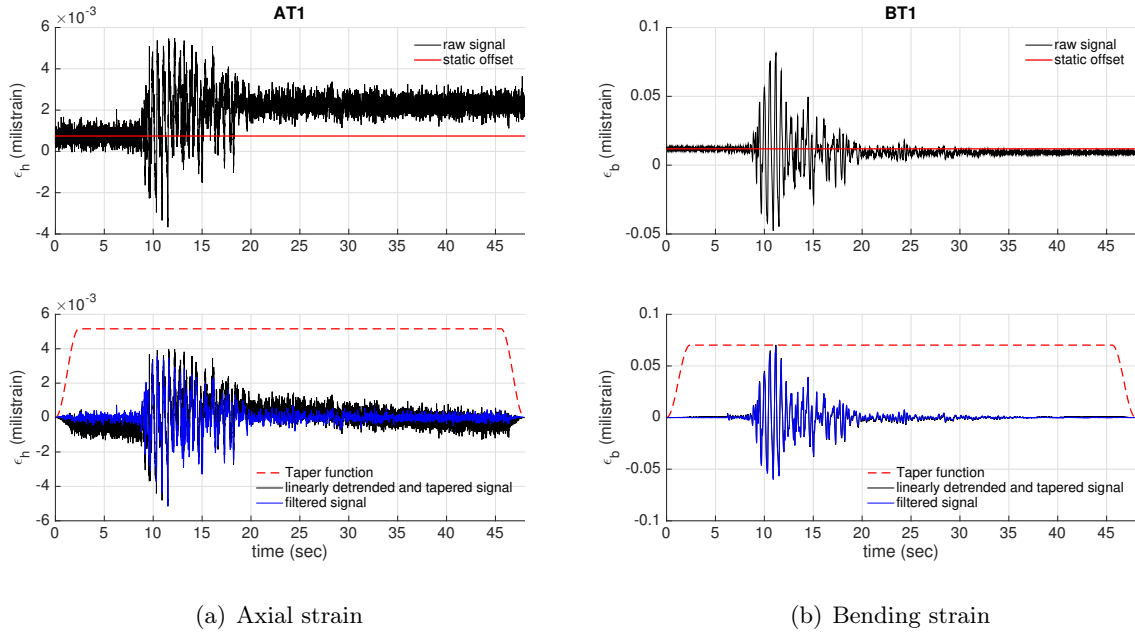 AT1
×10⁻³
6
4
2
0
-2
-4
ϵh (milistrain)
raw signal
static offset
0 5 10 15 20 25 30 35 40 45
BT1
0.1
0.05
0
-0.05
ϵb (milistrain)
raw signal
static offset
0 5 10 15 20 25 30 35 40 45
×10⁻³
6
4
2
0
-2
-4
-6
ϵh (milistrain)
Taper function
linearly detrended and tapered signal
filtered signal
0 5 10 15 20 25 30 35 40 45
time (sec)
0.1
0.05
0
-0.05
-0.1
ϵb (milistrain)
Taper function
linearly detrended and tapered signal
filtered signal
0 5 10 15 20 25 30 35 40 45
time (sec)
(a) Axial strain
(b) Bending strain